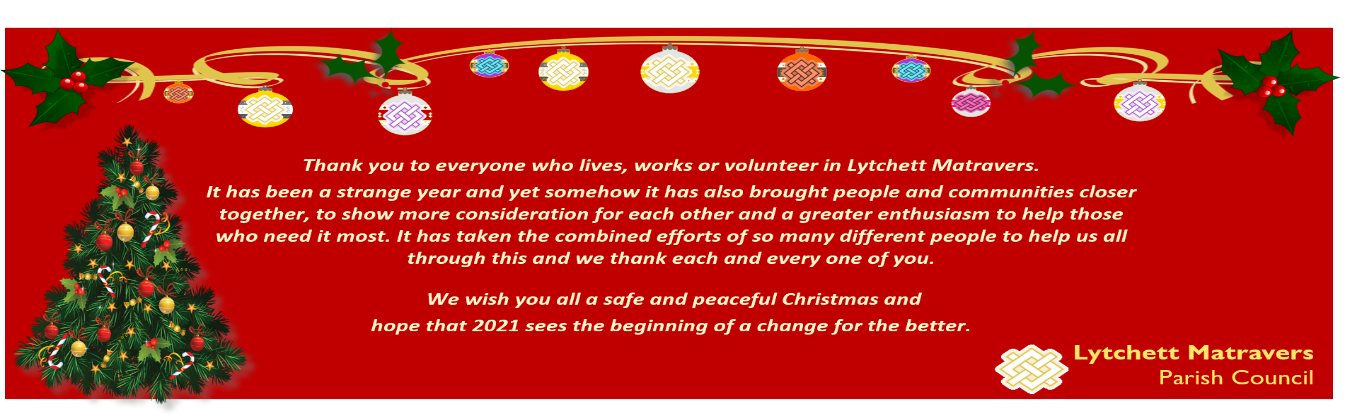 Thank you to everyone who lives, works or volunteer in Lytchett Matravers.
It has been a strange year and yet somehow it has also brought people and communities closer
together, to show more consideration for each other and a greater enthusiasm to help those
who need it most. It has taken the combined efforts of so many different people to help us all
through this and we thank each and every one of you.
We wish you all a safe and peaceful Christmas and
hope that 2021 sees the beginning of a change for the better.
Lytchett Matravers
Parish Council